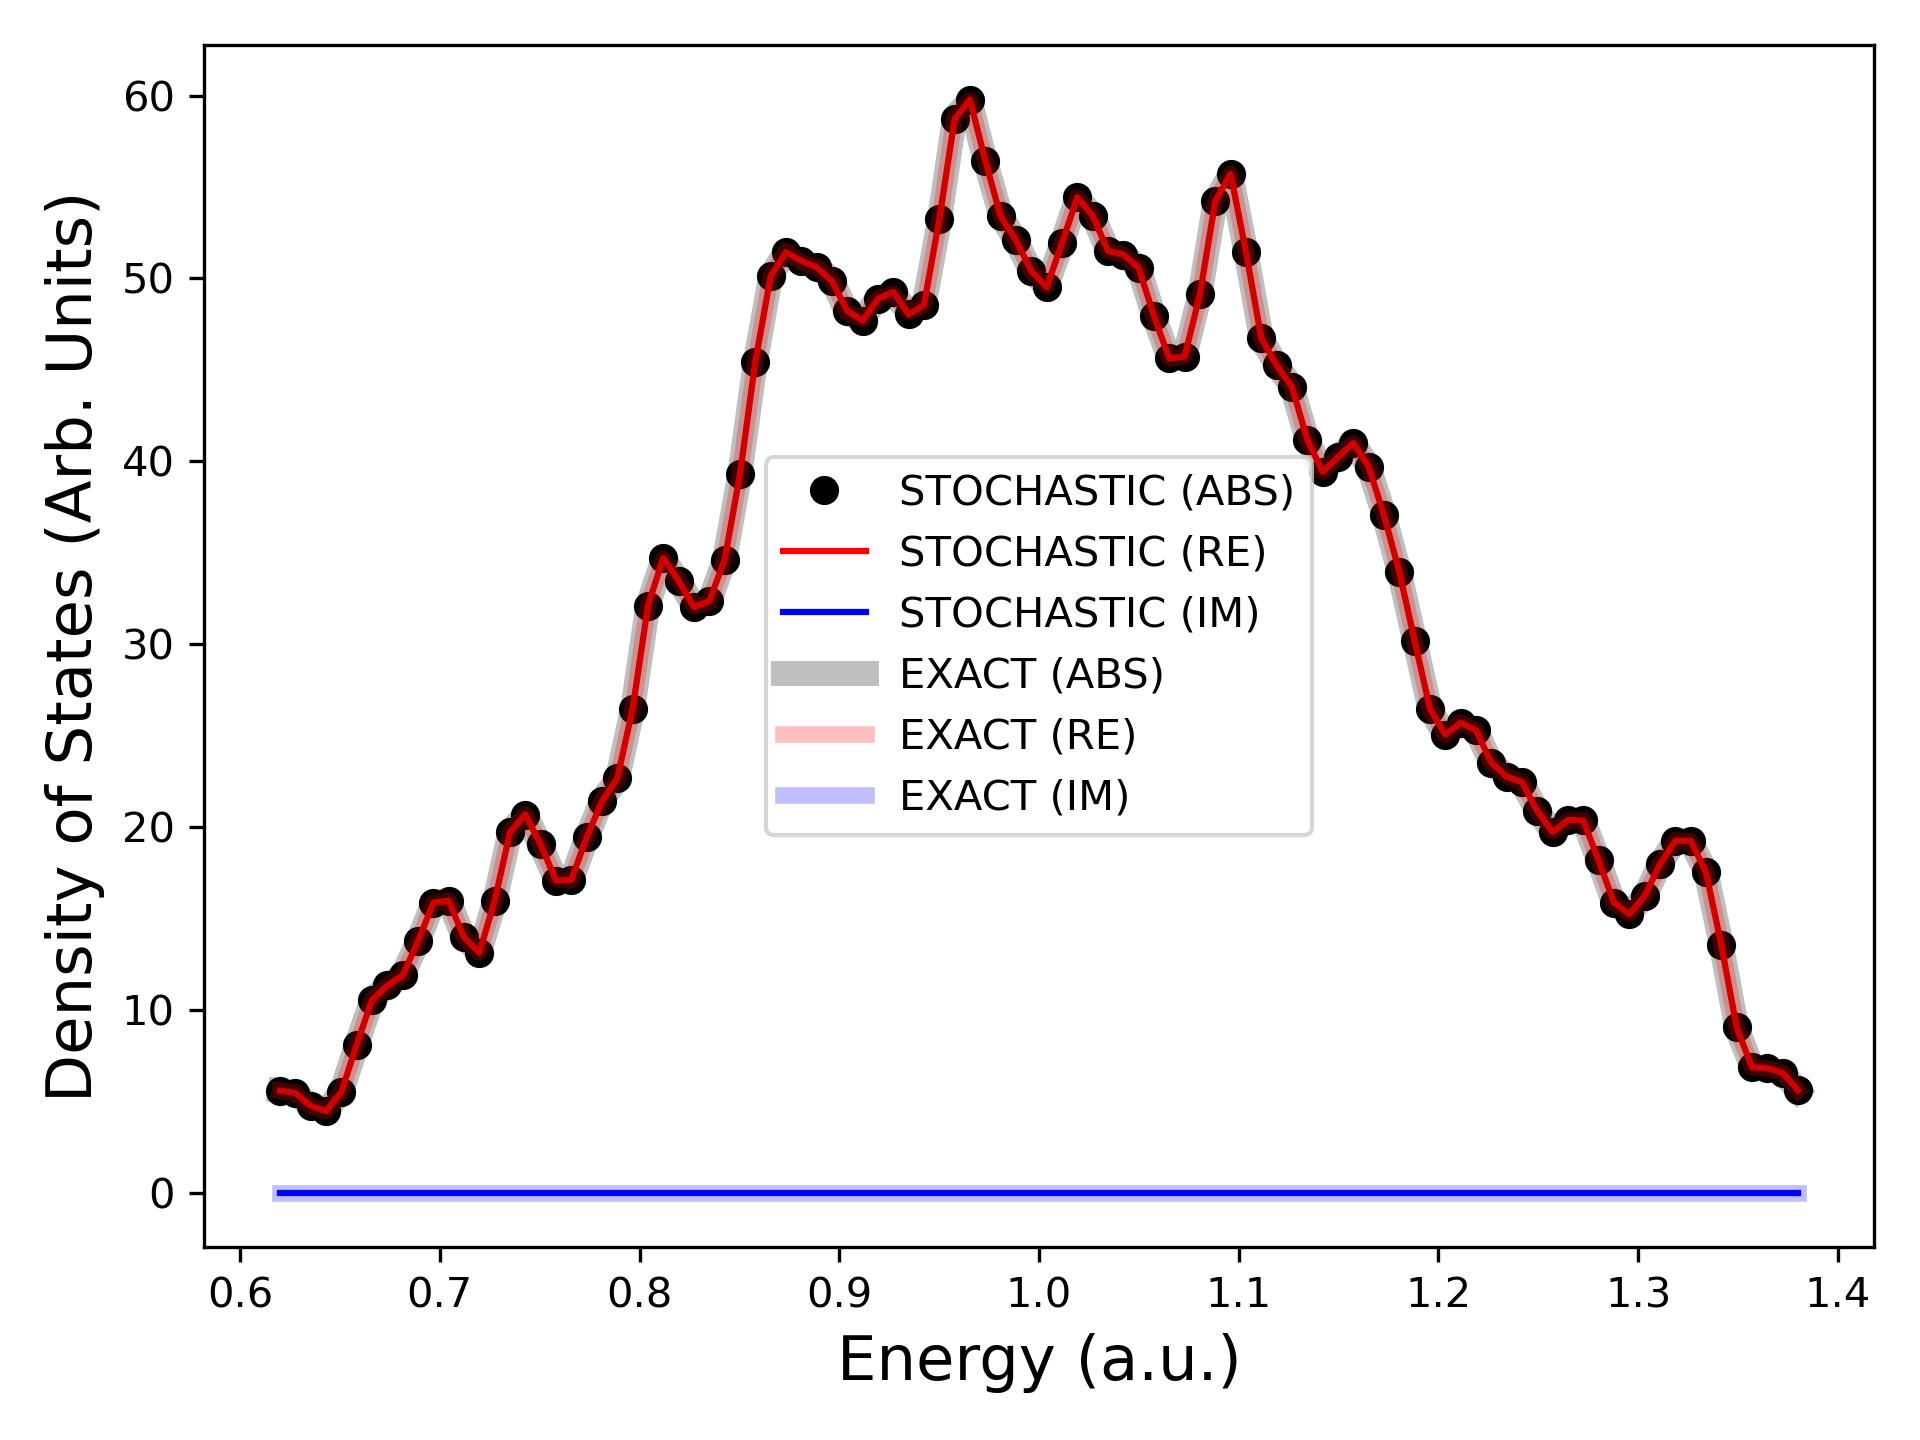 60
50
40
30
20
10
0
Density of States (Arb. Units)
STOCHASTIC (ABS)
STOCHASTIC (RE)
STOCHASTIC (IM)
EXACT (ABS)
EXACT (RE)
EXACT (IM)
0.6 0.7 0.8 0.9 1.0 1.1 1.2 1.3 1.4
Energy (a.u.)